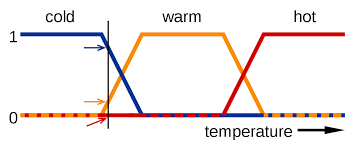 cold warm hot
1
0
temperature